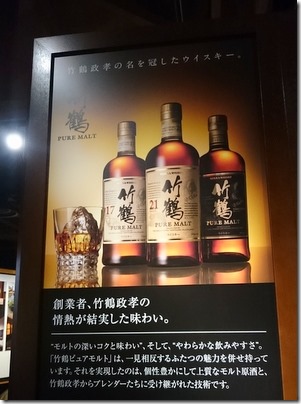 竹鶴政孝の名を冠したウイスキー。
竹鶴
PURE MALT
17
竹鶴
PURE MALT
21
竹鶴
PURE MALT
竹鶴
PURE MALT
創業者、竹鶴政孝の
情熱が結実した味わい。
“モルトの深いコクと味わい”、そして、“やわらかな飲みやすさ”。
「竹鶴ピュアモルト」は、一見相反するふたつの魅力を併せ持って
います。それを実現したのは、個性豊かにして上質なモルト原酒と、
竹鶴政孝からブレンダーたちに受け継がれた技術です。